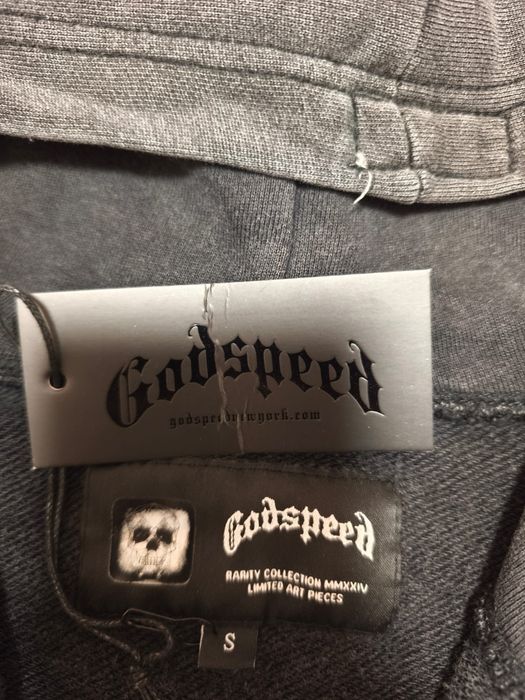 Godspeed
godspeednewyork.com
Godspeed
RARITY COLLECTION MMXXIV
LIMITED ART PIECES
S